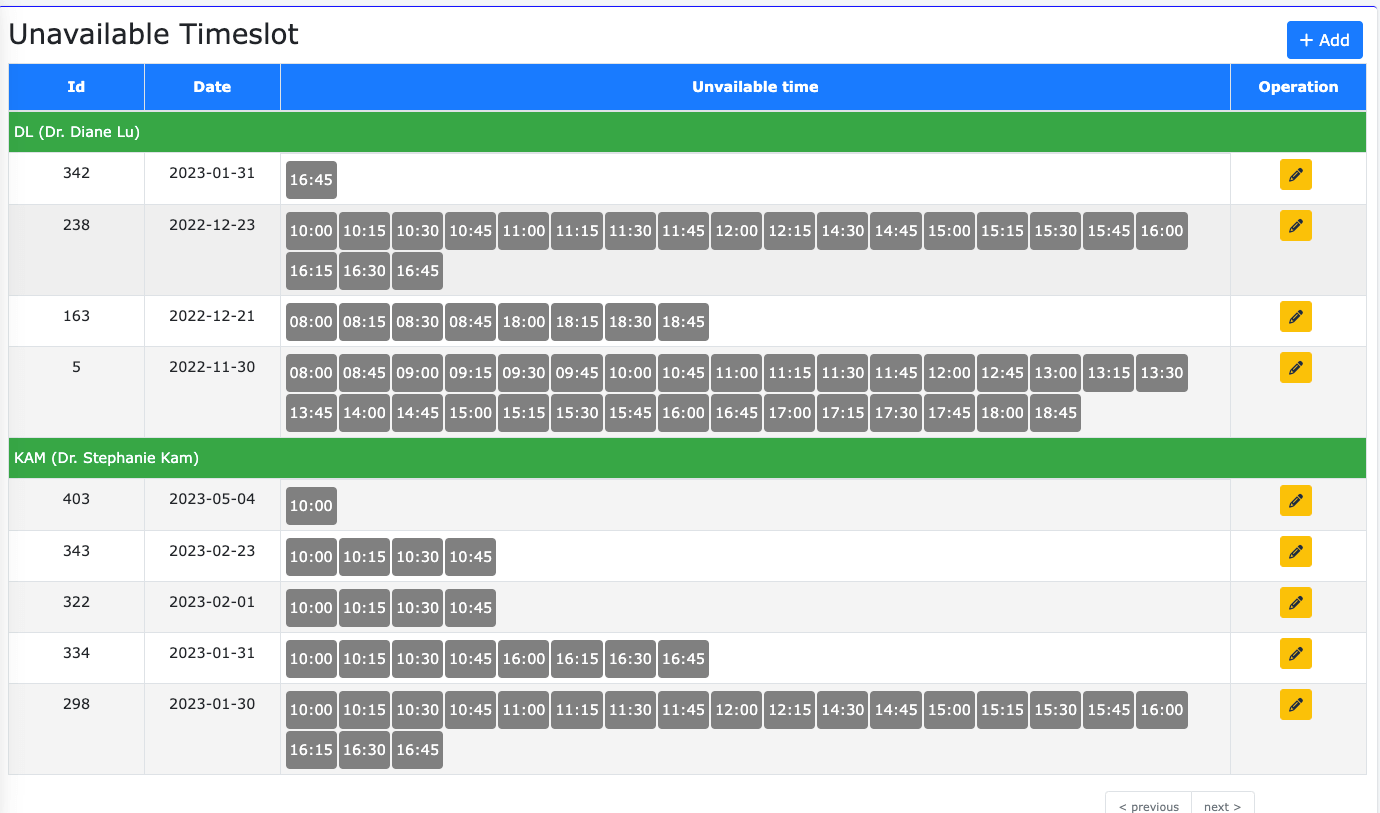 Unavailable Timeslot
+ Add
Id Date Unvailable time Operation
DL (Dr. Diane Lu)
342 2023-01-31 16:45
238 2022-12-23 10:00 10:15 10:30 10:45 11:00 11:15 11:30 11:45 12:00 12:15 14:30 14:45 15:00 15:15 15:30 15:45 16:00
16:15 16:30 16:45
163 2022-12-21 08:00 08:15 08:30 08:45 18:00 18:15 18:30 18:45
5 2022-11-30 08:00 08:45 09:00 09:15 09:30 09:45 10:00 10:45 11:00 11:15 11:30 11:45 12:00 12:45 13:00 13:15 13:30
13:45 14:00 14:45 15:00 15:15 15:30 15:45 16:00 16:45 17:00 17:15 17:30 17:45 18:00 18:45
KAM (Dr. Stephanie Kam)
403 2023-05-04 10:00
343 2023-02-23 10:00 10:15 10:30 10:45
322 2023-02-01 10:00 10:15 10:30 10:45
334 2023-01-31 10:00 10:15 10:30 10:45 16:00 16:15 16:30 16:45
298 2023-01-30 10:00 10:15 10:30 10:45 11:00 11:15 11:30 11:45 12:00 12:15 14:30 14:45 15:00 15:15 15:30 15:45 16:00
16:15 16:30 16:45
< previous next >